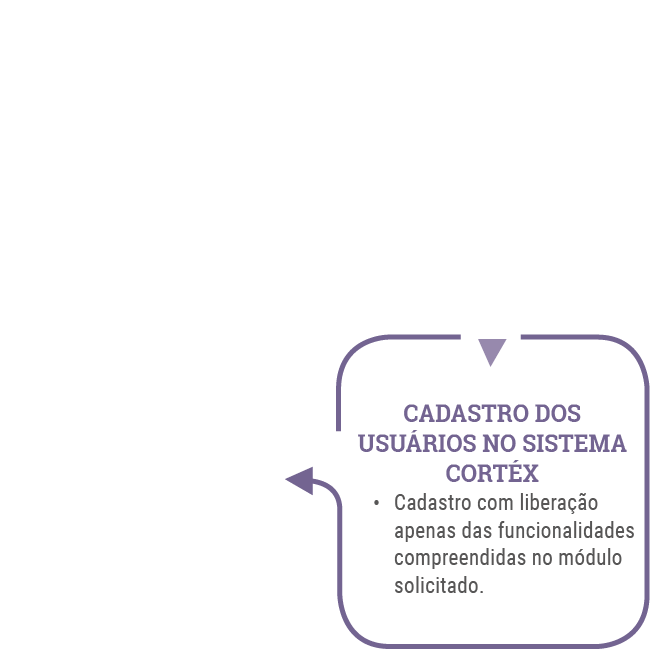 CADASTRO DOS
USUÁRIOS NO SISTEMA
CORTÉX
• Cadastro com liberação
apenas das funcionalidades
compreendidas no módulo
solicitado.